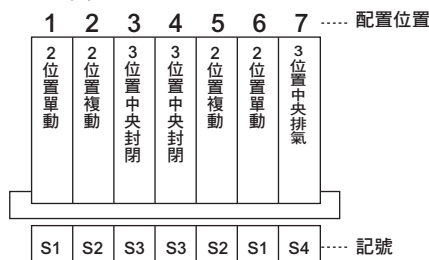 1 2 3 4 5 6 7 ..... 配置位置
2位置單動
2位置複動
3位置中央封閉
3位置中央封閉
2位置複動
2位置單動
3位置中央排氣
S1 S2 S3 S3 S2 S1 S4 ..... 記號